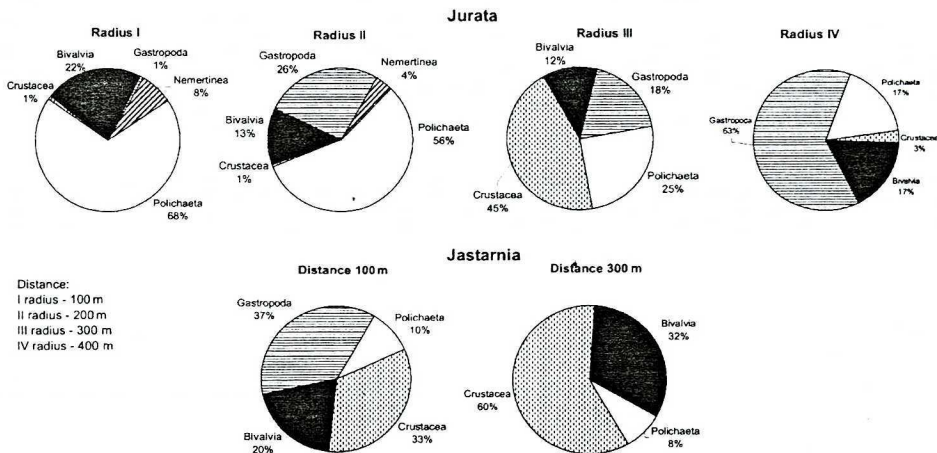 Jurata
Radius I
Bivalvia
22%
Gastropoda
1%
Nemertinea
8%
Crustacea
1%
Polichaeta
68%
Radius II
Gastropoda
26%
Nemertinea
4%
Bivalvia
13%
Polichaeta
56%
Crustacea
1%
Radius III
Bivalvia
12%
Gastropoda
18%
Crustacea
45%
Polichaeta
25%
Radius IV
Polichaeta
17%
Gastropoda
63%
Crustacea
3%
Bivalvia
17%
Jastarnia
Distance:
I radius - 100 m
II radius - 200 m
III radius - 300 m
IV radius - 400 m
Distance 100 m
Gastropoda
37%
Polichaeta
10%
Bivalvia
20%
Crustacea
33%
Distance 300 m
Bivalvia
32%
Crustacea
60%
Polichaeta
8%